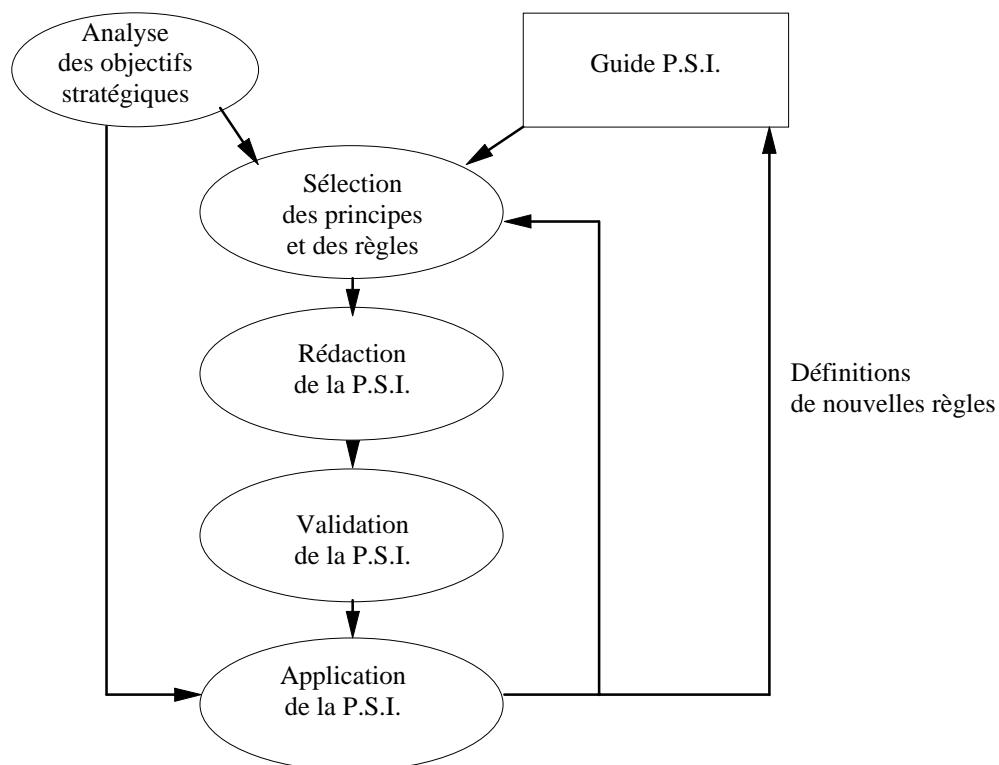 Analyse
des objectifs
stratégiques
Guide P.S.I.
Sélection
des principes
et des règles
Rédaction
de la P.S.I.
Définitions
de nouvelles règles
Validation
de la P.S.I.
Application
de la P.S.I.